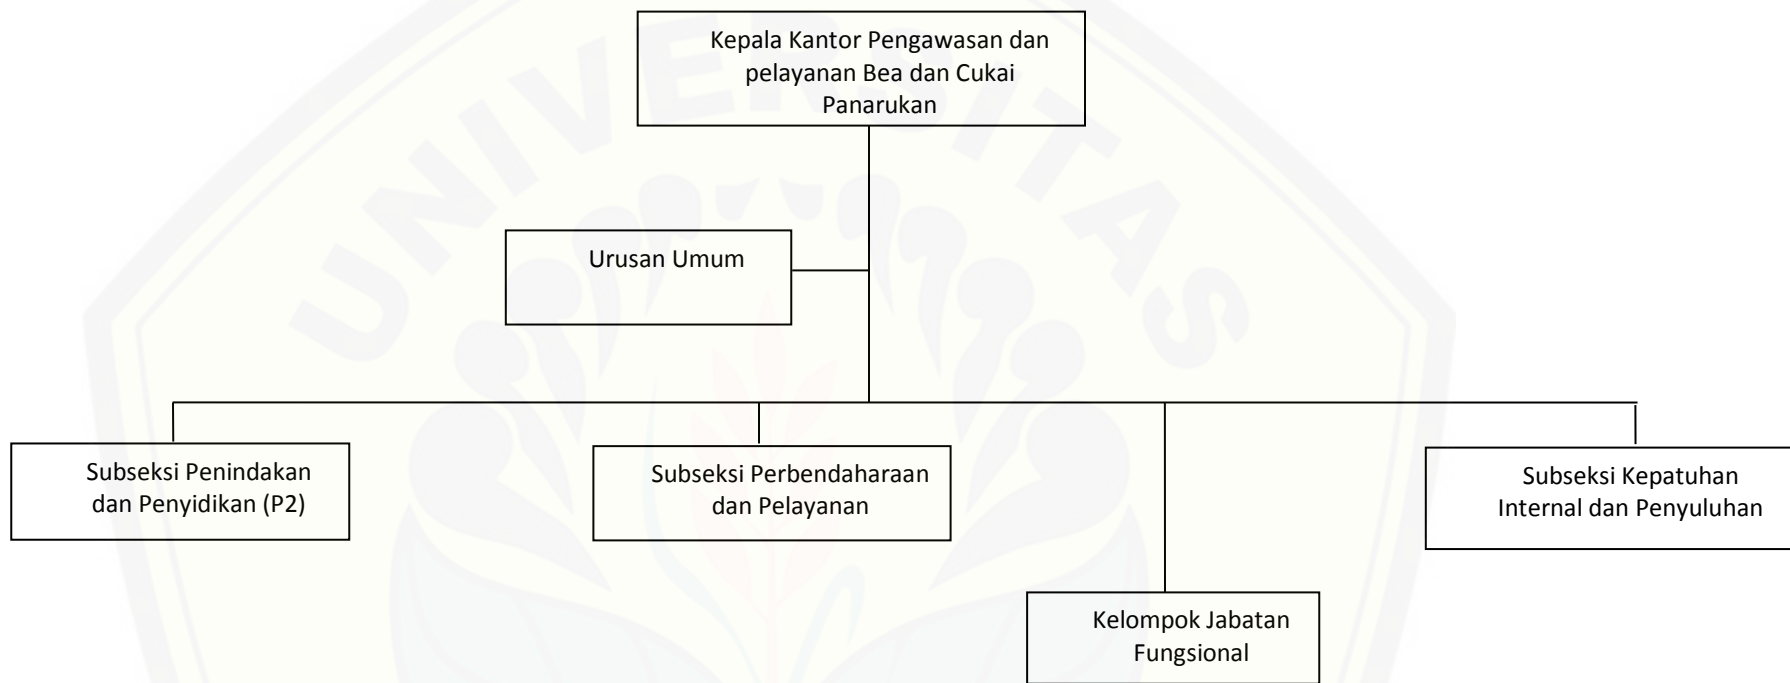 UNIVERSITAS
Kepala Kantor Pengawasan dan
pelayanan Bea dan Cukai
Panarukan
Urusan Umum
Subseksi Penindakan
dan Penyidikan (P2)
Subseksi Perbendaharaan
dan Pelayanan
Subseksi Kepatuhan
Internal dan Penyuluhan
Kelompok Jabatan
Fungsional